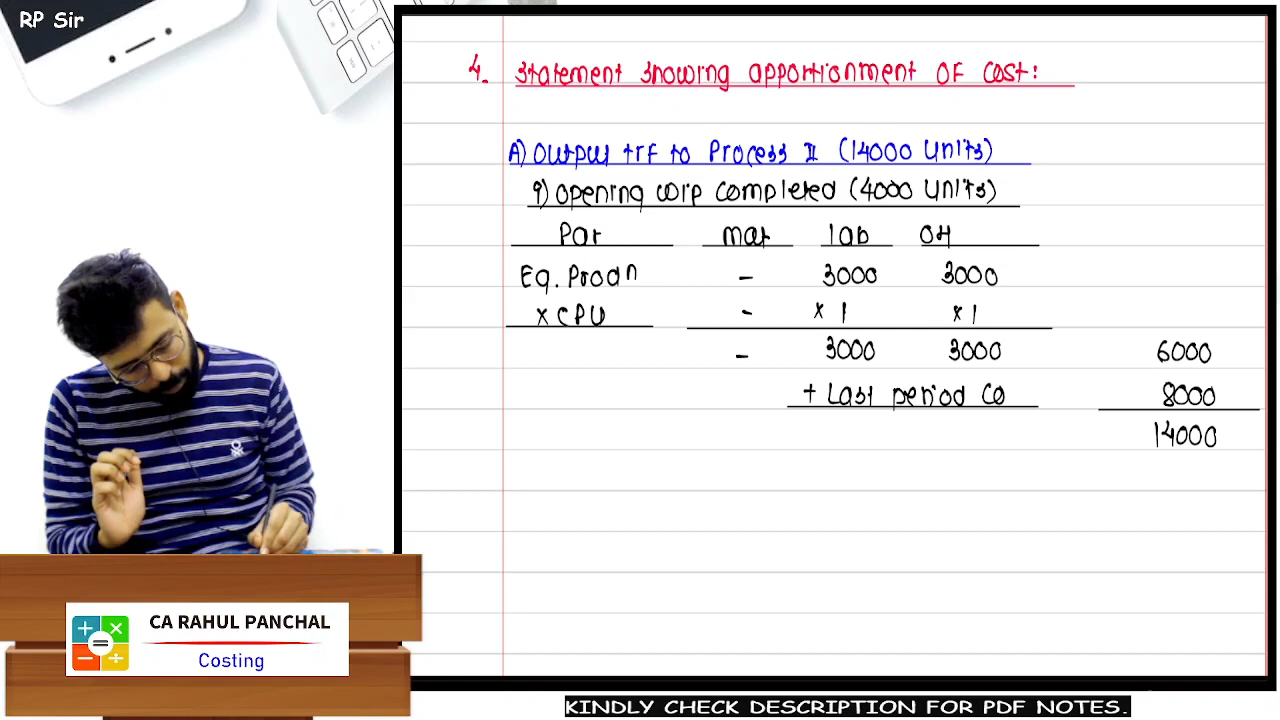 RP Sir
4. Statement showing apportionment OF Cost:
A) Output trF to Process II (14000 Units)
i) Opening WIP Completed (4000 Units)
Par mat lab OH
Eq. Prodn - 3000 3000
x CPU - x 1 x 1
- 3000 3000 6000
+ Last period Co 8000
14000
CA RAHUL PANCHAL
Costing
KINDLY CHECK DESCRIPTION FOR PDF NOTES.